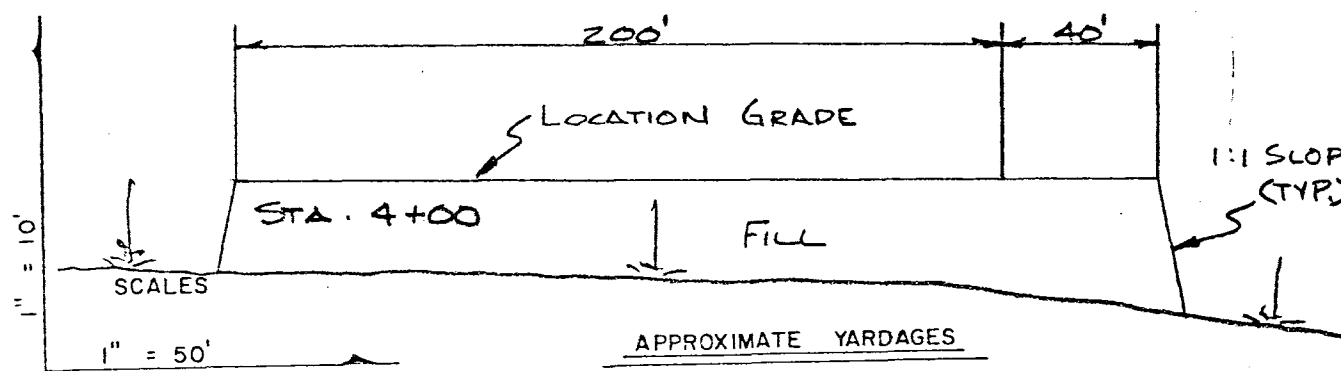 200'
40'
LOCATION GRADE
1:1 SLOP
(TYP.)
STA. 4+00
FILL
1" = 10'
SCALES
1" = 50'
APPROXIMATE YARDAGES